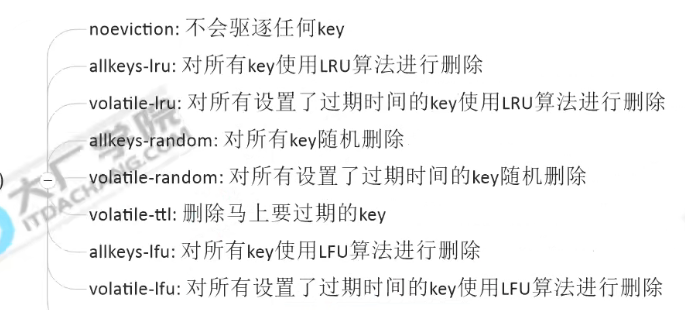 noeviction: 不会驱逐任何key
allkeys-lru: 对所有key使用LRU算法进行删除
volatile-lru: 对所有设置了过期时间的key使用LRU算法进行删除
allkeys-random: 对所有key随机删除
volatile-random: 对所有设置了过期时间的key随机删除
volatile-ttl: 删除马上要过期的key
allkeys-lfu: 对所有key使用LFU算法进行删除
volatile-lfu: 对所有设置了过期时间的key使用LFU算法进行删除
)
大厂学院
ITDACHANG.COM